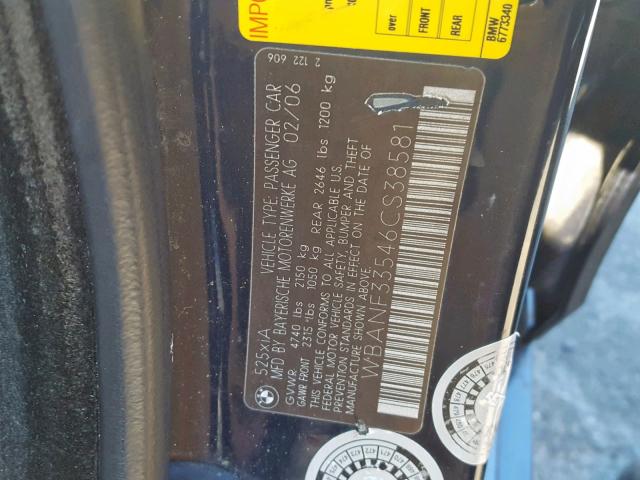 IMPO
over
FRONT
REAR
BMW
6773340
2 122 606
525xiA VEHICLE TYPE: PASSENGER CAR
MFD BY BAYERISCHE MOTORENWERKE AG 02/06
GVWR 4740 lbs 2150 kg
GAWR FRONT 2315 lbs 1050 kg REAR 2646 lbs 1200 kg
THIS VEHICLE CONFORMS TO ALL APPLICABLE U.S.
FEDERAL MOTOR VEHICLE SAFETY, BUMPER AND THEFT
PREVENTION STANDARDS IN EFFECT ON THE DATE OF
MANUFACTURE SHOWN ABOVE.
WBANF33546CS38581